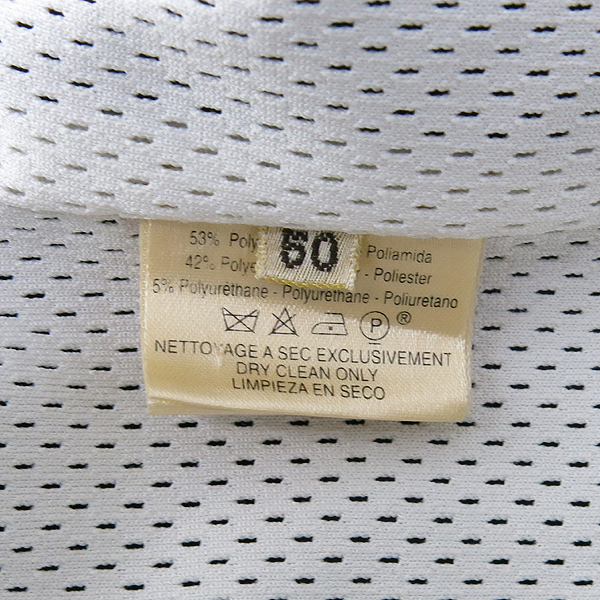 50
53% Poly Poliamida
42% Polye - Poliester
5% Polyuréthane - Polyurethane - Poliuretano
P ®
NETTOYAGE A SEC EXCLUSIVEMENT
DRY CLEAN ONLY
LIMPIEZA EN SECO